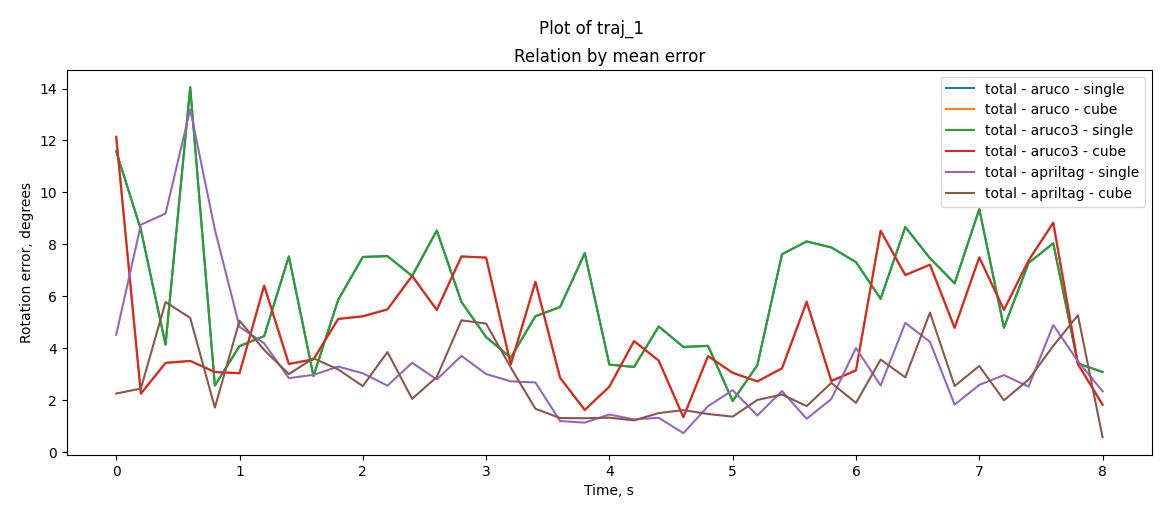 Plot of traj_1
Relation by mean error
14
12
10
8
6
4
2
0
Rotation error, degrees
total - aruco - single
total - aruco - cube
total - aruco3 - single
total - aruco3 - cube
total - apriltag - single
total - apriltag - cube
0 1 2 3 4 5 6 7 8
Time, s